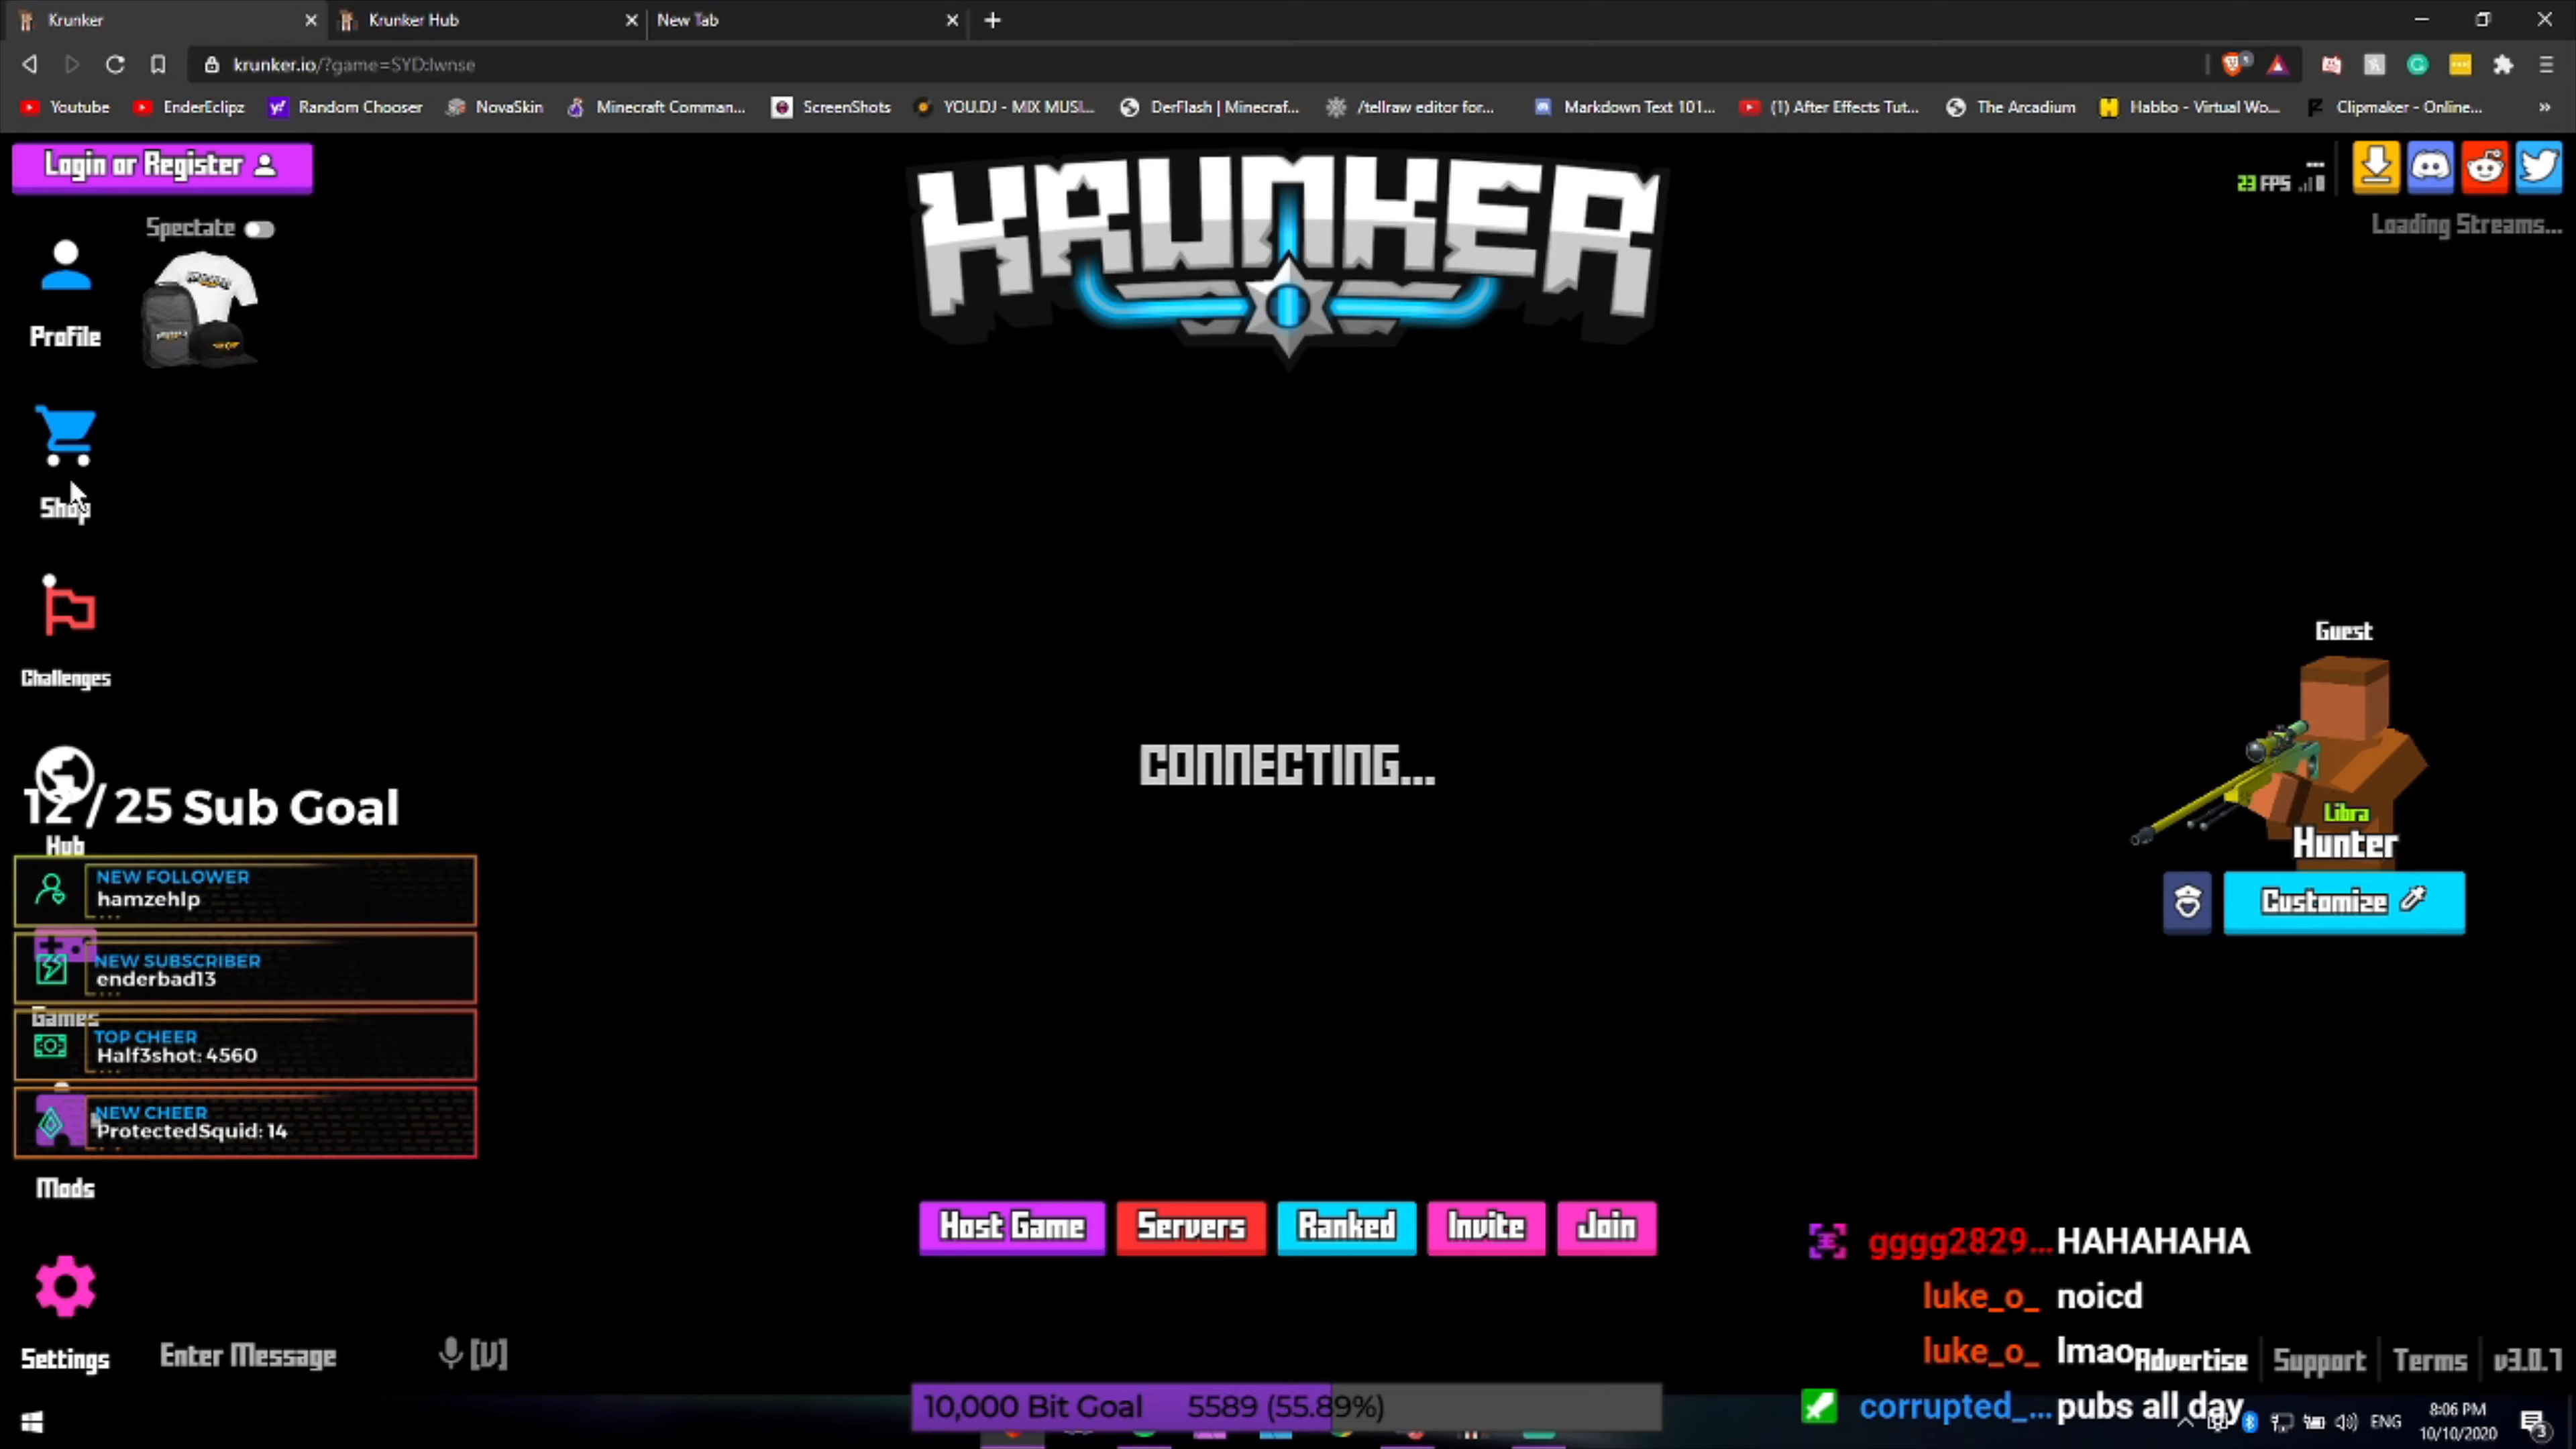 Krunker
Krunker Hub
New Tab
krunker.io/?game=SYD:lwnse
Youtube
EnderEclipz
Random Chooser
NovaSkin
Minecraft Comman...
ScreenShots
YOU.DJ - MIX MUSI...
DerFlash | Minecraf...
/tellraw editor for...
Markdown Text 101...
(1) After Effects Tut...
The Arcadium
Habbo - Virtual Wo...
Clipmaker - Online...
»
Login or Register
KRUNKER
23 FPS
Loading Streams...
Spectate
Profile
Shop
Challenges
Guest
CONNECTING...
12 / 25 Sub Goal
Hub
Libra
Hunter
Customize
NEW FOLLOWER
hamzehlp
NEW SUBSCRIBER
enderbad13
Games
TOP CHEER
Half3shot: 4560
NEW CHEER
ProtectedSquid: 14
Mods
Host Game
Servers
Ranked
Invite
Join
gggg2829... HAHAHAHA
luke_o_ noicd
luke_o_ lmao
Settings
Enter Message
[V]
Advertise
Support
Terms
v3.0.7
10,000 Bit Goal 5589 (55.89%)
corrupted_... pubs all day
ENG
8:06 PM
10/10/2020
3